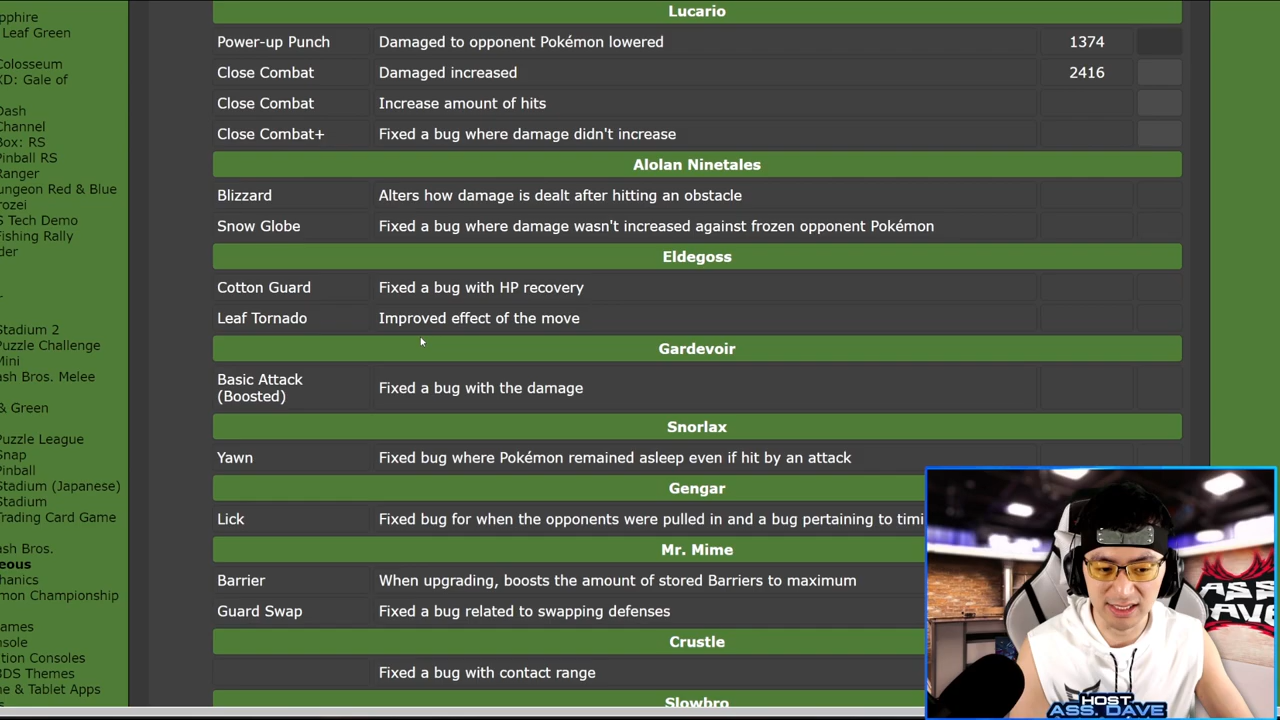 pphire
Leaf Green
Colosseum
XD: Gale of
Dash
Channel
Box: RS
Pinball RS
Ranger
ungeon Red & Blue
rozei
S Tech Demo
Fishing Rally
der
Stadium 2
Puzzle Challenge
Mini
ash Bros. Melee
& Green
Puzzle League
Snap
Pinball
Stadium (Japanese)
Stadium
Trading Card Game
ash Bros.
eous
hanics
mon Championship
ames
nsole
tion Consoles
3DS Themes
ne & Tablet Apps
Lucario
Power-up Punch Damaged to opponent Pokémon lowered 1374
Close Combat Damaged increased 2416
Close Combat Increase amount of hits
Close Combat+ Fixed a bug where damage didn't increase
Alolan Ninetales
Blizzard Alters how damage is dealt after hitting an obstacle
Snow Globe Fixed a bug where damage wasn't increased against frozen opponent Pokémon
Eldegoss
Cotton Guard Fixed a bug with HP recovery
Leaf Tornado Improved effect of the move
Gardevoir
Basic Attack
(Boosted) Fixed a bug with the damage
Snorlax
Yawn Fixed bug where Pokémon remained asleep even if hit by an attack
Gengar
Lick Fixed bug for when the opponents were pulled in and a bug pertaining to timi
Mr. Mime
Barrier When upgrading, boosts the amount of stored Barriers to maximum
Guard Swap Fixed a bug related to swapping defenses
Crustle
Fixed a bug with contact range
Slowbro
ASS
DAVE
HOST
ASS. DAVE